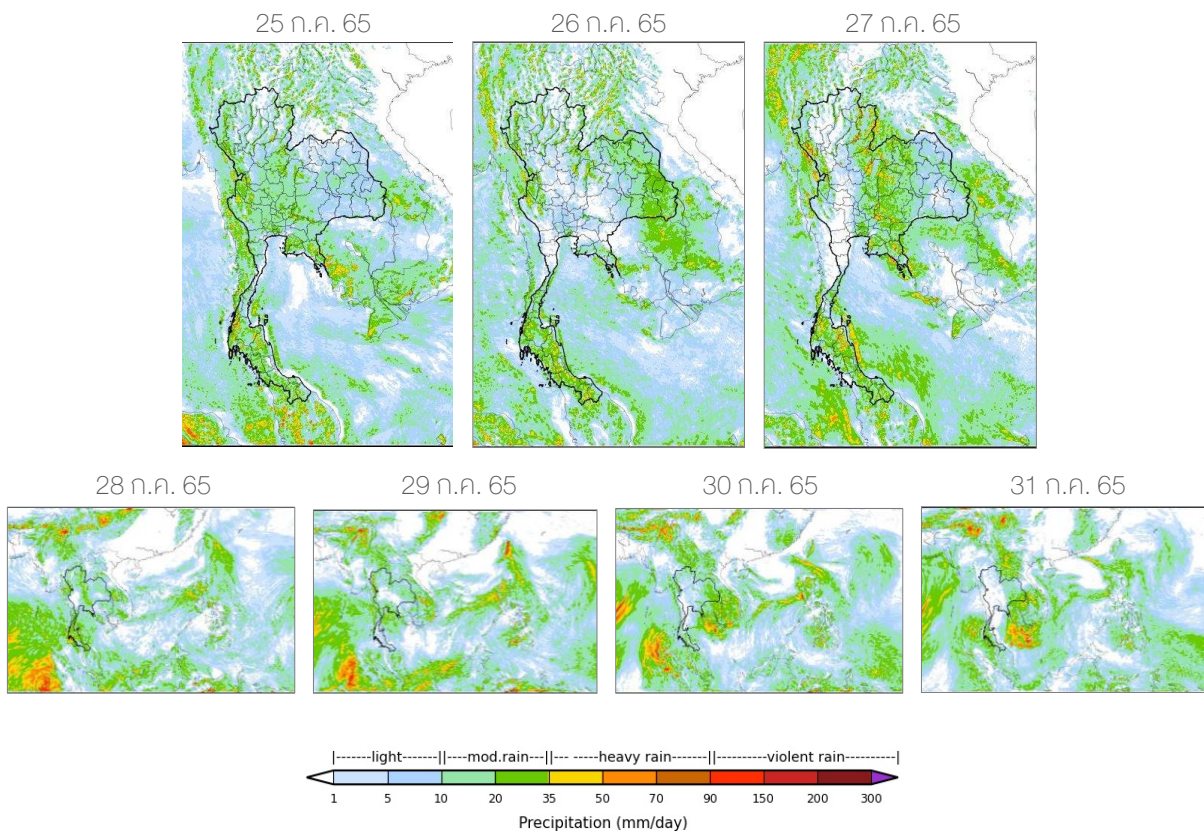 25 ก.ค. 65
26 ก.ค. 65
27 ก.ค. 65
28 ก.ค. 65
29 ก.ค. 65
30 ก.ค. 65
31 ก.ค. 65
|------light------||----mod.rain----||--- -----heavy rain------||---------violent rain---------|
1 5 10 20 35 50 70 90 150 200 300
Precipitation (mm/day)